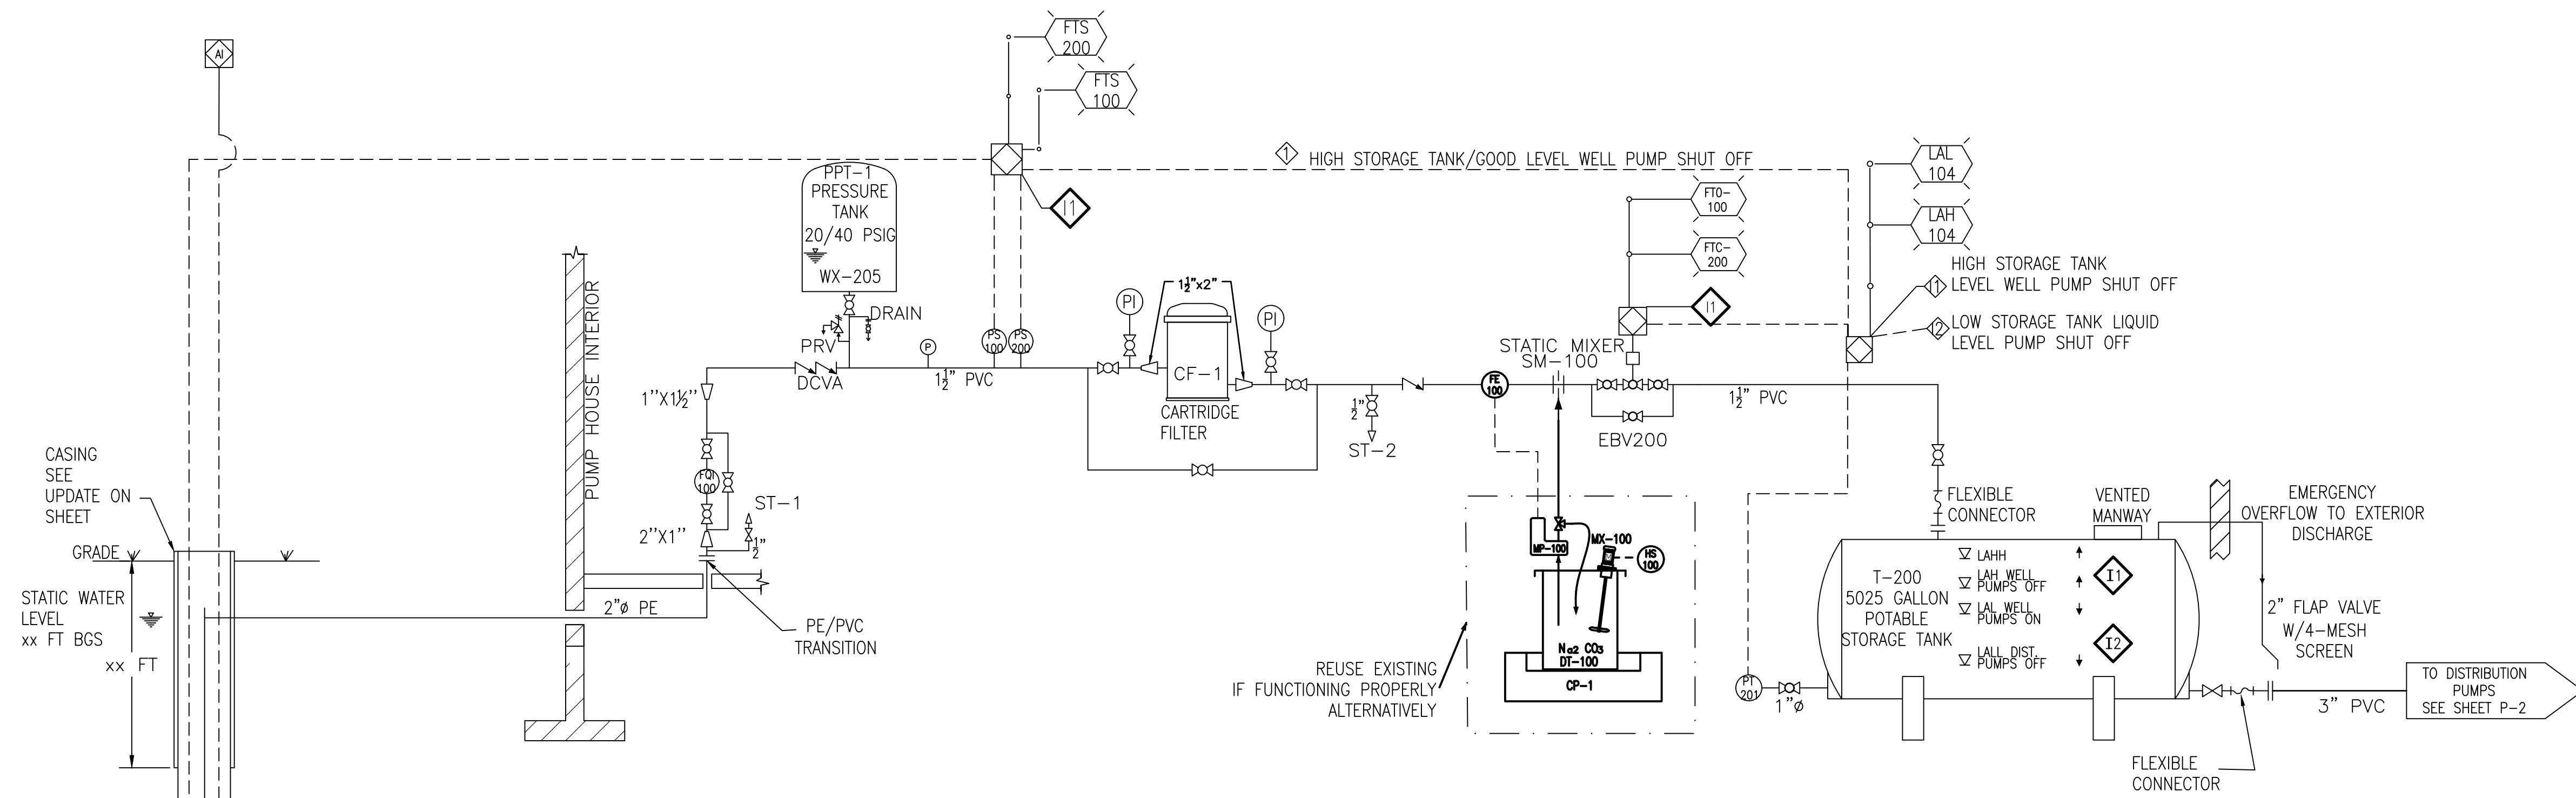 AI
FTS
200
FTS
100
1 HIGH STORAGE TANK/GOOD LEVEL WELL PUMP SHUT OFF
I1
PPT-1
PRESSURE
TANK
20/40 PSIG
WX-205
DRAIN
PRV
DCVA
P
1½" PVC
PS
100
PS
200
PI
1½"x2"
PI
CF-1
CARTRIDGE
FILTER
½"
ST-2
STATIC MIXER
SM-100
FE
100
FTO-
100
FTC-
200
I1
EBV200
1½" PVC
LAL
104
LAH
104
I1
HIGH STORAGE TANK
LEVEL WELL PUMP SHUT OFF
I2
LOW STORAGE TANK LIQUID
LEVEL PUMP SHUT OFF
PUMP HOUSE INTERIOR
1"X1½"
FQI
100
2"X1"
ST-1
½"
2"ø PE
PE/PVC
TRANSITION
CASING
SEE
UPDATE ON
SHEET
GRADE
STATIC WATER
LEVEL
xx FT BGS
xx FT
REUSE EXISTING
IF FUNCTIONING PROPERLY
ALTERNATIVELY
MP-100
MX-100
HS
100
Na2 CO3
DT-100
CP-1
FLEXIBLE
CONNECTOR
VENTED
MANWAY
EMERGENCY
OVERFLOW TO EXTERIOR
DISCHARGE
T-200
5025 GALLON
POTABLE
STORAGE TANK
LAHH
LAH WELL
PUMPS OFF
LAL WELL
PUMPS ON
LALL DIST.
PUMPS OFF
I1
I2
2" FLAP VALVE
W/4-MESH
SCREEN
PT
201
1"ø
3" PVC
TO DISTRIBUTION
PUMPS
SEE SHEET P-2
FLEXIBLE
CONNECTOR